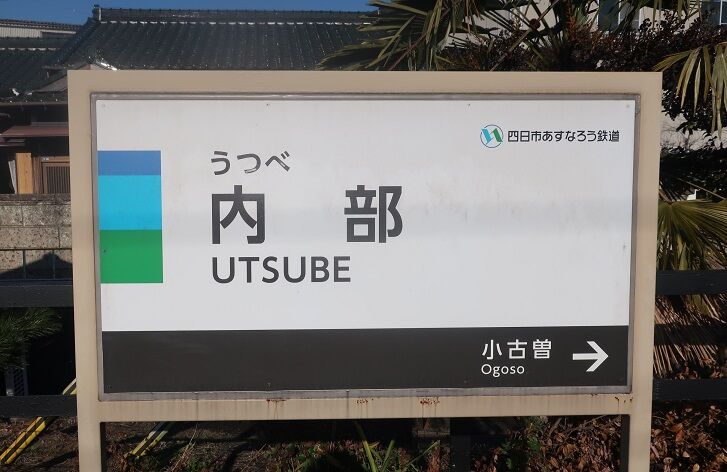 四日市あすなろう鉄道
うつべ
内部
UTSUBE
小古曽
Ogoso